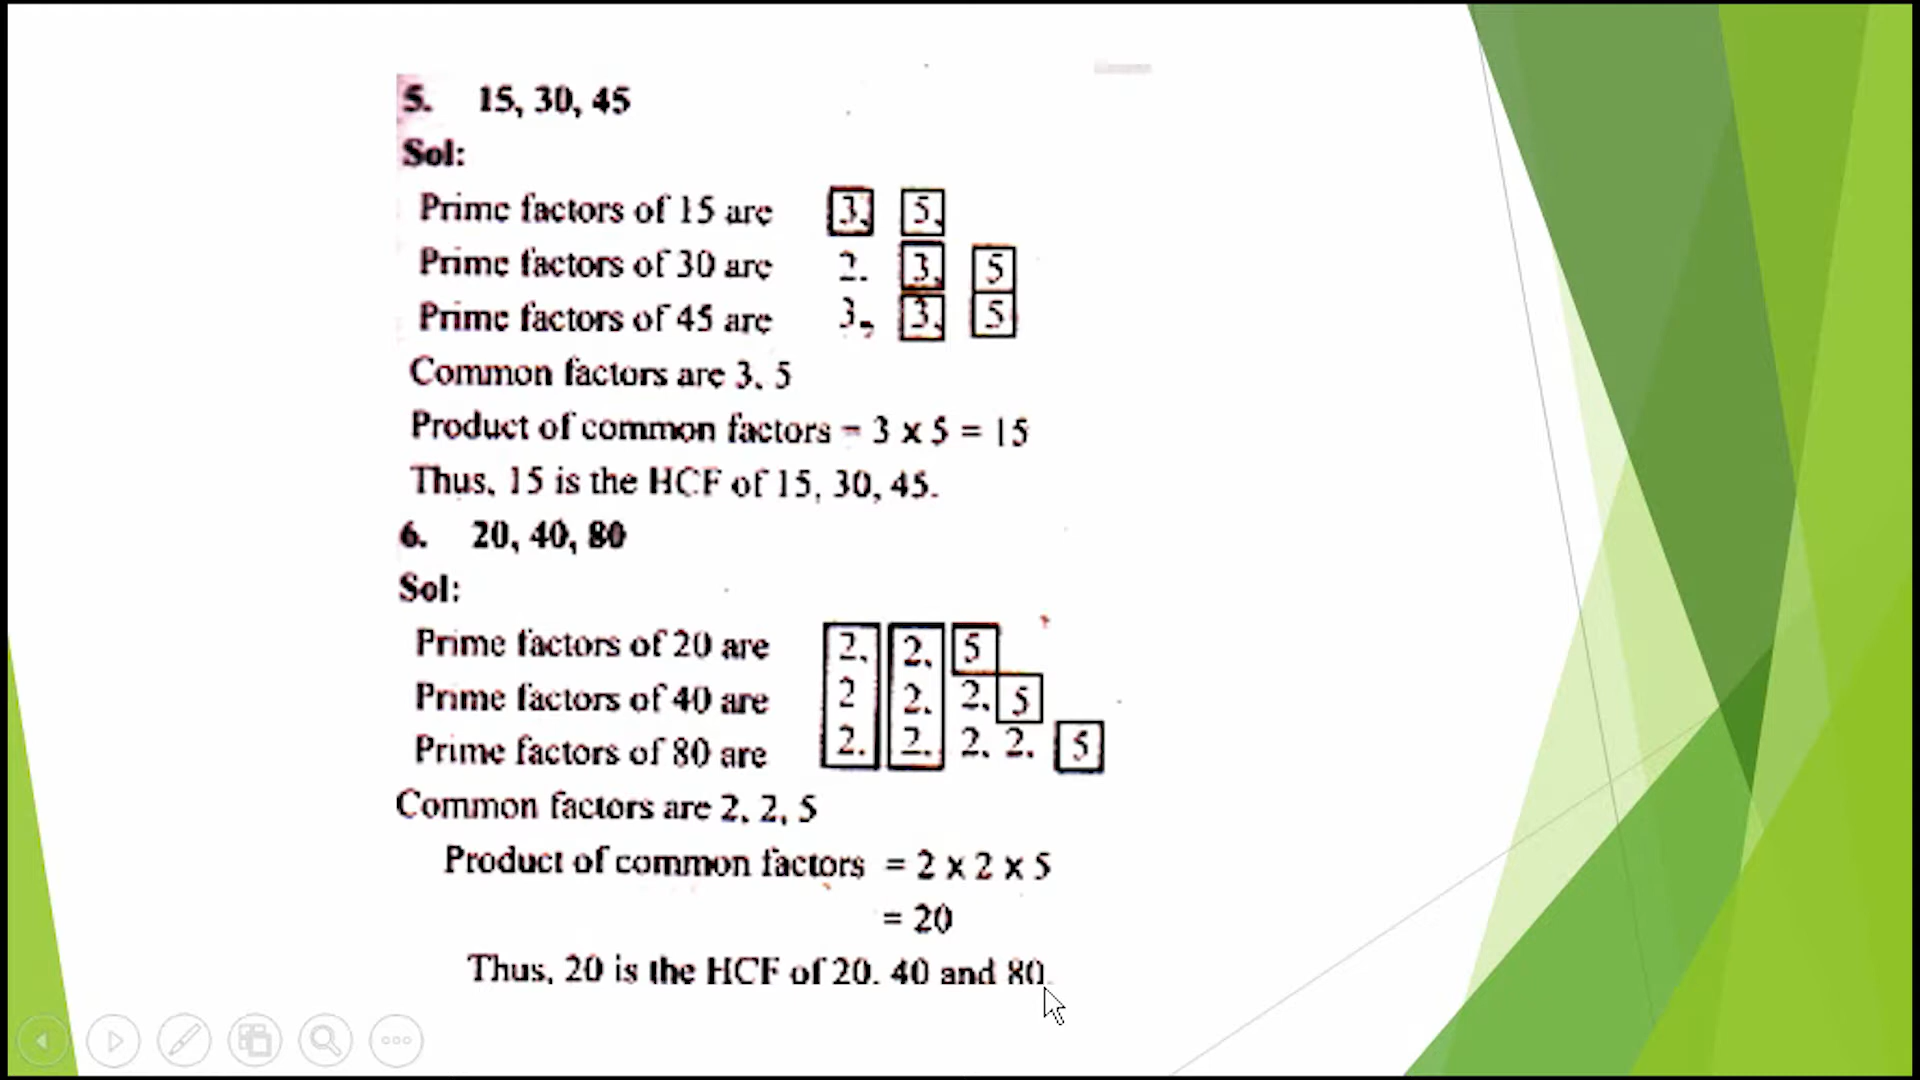 5. 15, 30, 45
Sol:
Prime factors of 15 are 3, 5,
Prime factors of 30 are 2. 3, 5
Prime factors of 45 are 3, 3, 5
Common factors are 3, 5
Product of common factors = 3 x 5 = 15
Thus, 15 is the HCF of 15, 30, 45.
6. 20, 40, 80
Sol:
Prime factors of 20 are 2, 2, 5
Prime factors of 40 are 2 2, 2, 5
Prime factors of 80 are 2, 2, 2, 2, 5
Common factors are 2, 2, 5
Product of common factors = 2 x 2 x 5
= 20
Thus, 20 is the HCF of 20, 40 and 80.